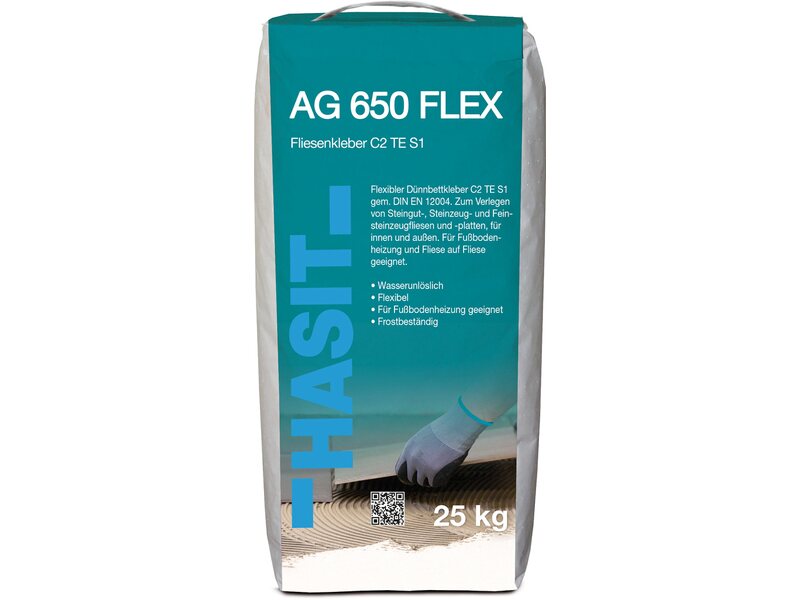 AG 650 FLEX
Fliesenkleber C2 TE S1
Flexibler Dünnbettkleber C2 TE S1
gem. DIN EN 12004. Zum Verlegen
von Steingut-, Steinzeug- und Fein-
steinzeugfliesen und -platten, für
innen und außen. Für Fußboden-
heizung und Fliese auf Fliese
geeignet.
• Wasserunlöslich
• Flexibel
• Für Fußbodenheizung geeignet
• Frostbeständig
HASIT
25 kg